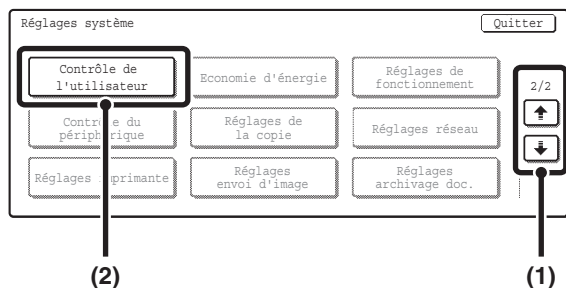 Réglages système
Quitter
Contrôle de
l'utilisateur
Economie d'énergie
Réglages de
fonctionnement
2/2
Contrôle du
périphérique
Réglages de
la copie
Réglages réseau
Réglages imprimante
Réglages
envoi d'image
Réglages
archivage doc.
(2)
(1)